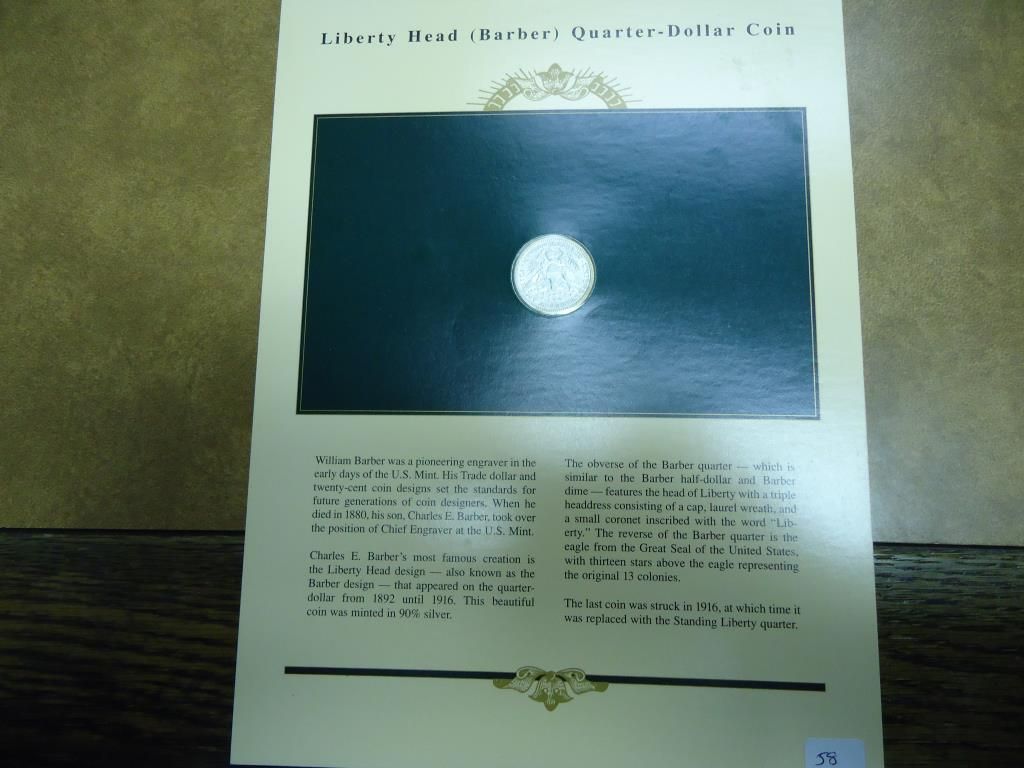 Liberty Head (Barber) Quarter-Dollar Coin
William Barber was a pioneering engraver in the
early days of the U.S. Mint. His Trade dollar and
twenty-cent coin designs set the standards for
future generations of coin designers. When he
died in 1880, his son, Charles E. Barber, took over
the position of Chief Engraver at the U.S. Mint.
Charles E. Barber's most famous creation is
the Liberty Head design — also known as the
Barber design — that appeared on the quarter-
dollar from 1892 until 1916. This beautiful
coin was minted in 90% silver.
The obverse of the Barber quarter — which is
similar to the Barber half-dollar and Barber
dime — features the head of Liberty with a triple
headdress consisting of a cap, laurel wreath, and
a small coronet inscribed with the word "Lib-
erty." The reverse of the Barber quarter is the
eagle from the Great Seal of the United States,
with thirteen stars above the eagle representing
the original 13 colonies.
The last coin was struck in 1916, at which time it
was replaced with the Standing Liberty quarter.
58